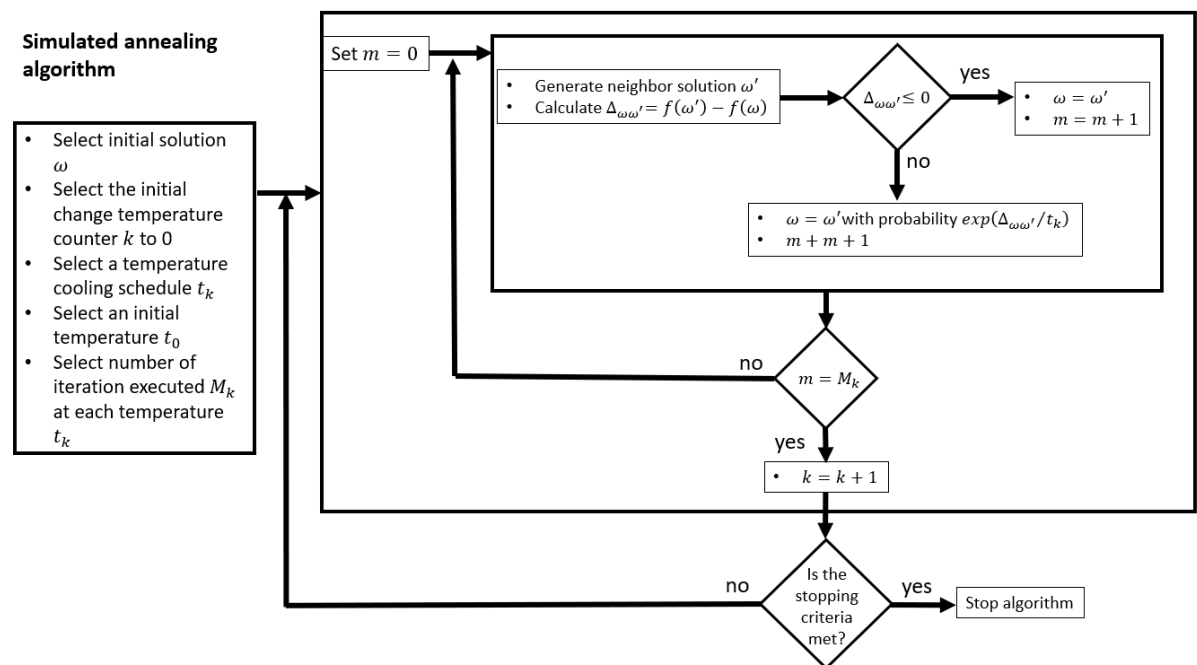 Simulated annealing
algorithm
• Select initial solution
ω
• Select the initial
change temperature
counter k to 0
• Select a temperature
cooling schedule t_k
• Select an initial
temperature t_0
• Select number of
iteration executed M_k
at each temperature
t_k
Set m = 0
• Generate neighbor solution ω′
• Calculate Δ_ωω′ = f(ω′) − f(ω)
Δ_ωω′ ≤ 0
yes
• ω = ω′
• m = m + 1
no
• ω = ω′with probability exp(Δ_ωω′/t_k)
• m + m + 1
m = M_k
no
yes
• k = k + 1
Is the
stopping
criteria
met?
no
yes
Stop algorithm